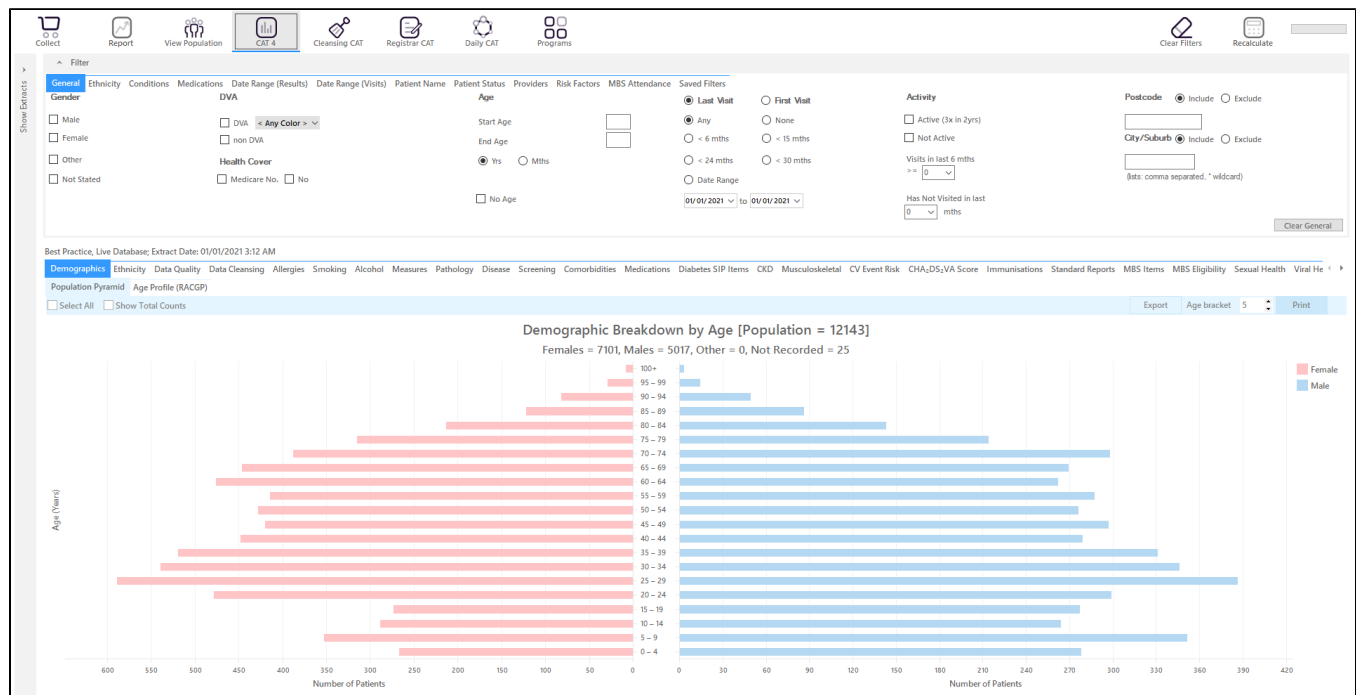 Collect Report View Population CAT 4 Cleansing CAT Registrar CAT Daily CAT Programs Clear Filters Recalculate
Show Extracts
Filter
General Ethnicity Conditions Medications Date Range (Results) Date Range (Visits) Patient Name Patient Status Providers Risk Factors MBS Attendance Saved Filters
Gender
Male
Female
Other
Not Stated
DVA
DVA < Any Color >
non DVA
Health Cover
Medicare No. No
Age
Start Age
End Age
Yrs Mths
No Age
Last Visit First Visit
Any None
< 6 mths < 15 mths
< 24 mths < 30 mths
Date Range
01/01/2021 to 01/01/2021
Activity
Active (3x in 2yrs)
Not Active
Visits in last 6 mths
>= 0
Has Not Visited in last
0 mths
Postcode Include Exclude
City/Suburb Include Exclude
(lists: comma separated, * wildcard)
Clear General
Best Practice, Live Database; Extract Date: 01/01/2021 3:12 AM
Demographics Ethnicity Data Quality Data Cleansing Allergies Smoking Alcohol Measures Pathology Disease Screening Comorbidities Medications Diabetes SIP Items CKD Musculoskeletal CV Event Risk CHA₂DS₂VA Score Immunisations Standard Reports MBS Items MBS Eligibility Sexual Health Viral He
Population Pyramid Age Profile (RACGP)
Select All Show Total Counts Export Age bracket 5 Print
Demographic Breakdown by Age [Population = 12143]
Females = 7101, Males = 5017, Other = 0, Not Recorded = 25
Female
Male
Age (Years)
100+
95 – 99
90 – 94
85 – 89
80 – 84
75 – 79
70 – 74
65 – 69
60 – 64
55 – 59
50 – 54
45 – 49
40 – 44
35 – 39
30 – 34
25 – 29
20 – 24
15 – 19
10 – 14
5 – 9
0 – 4
600 550 500 450 400 350 300 250 200 150 100 50 0 0 30 60 90 120 150 180 210 240 270 300 330 360 390 420
Number of Patients Number of Patients